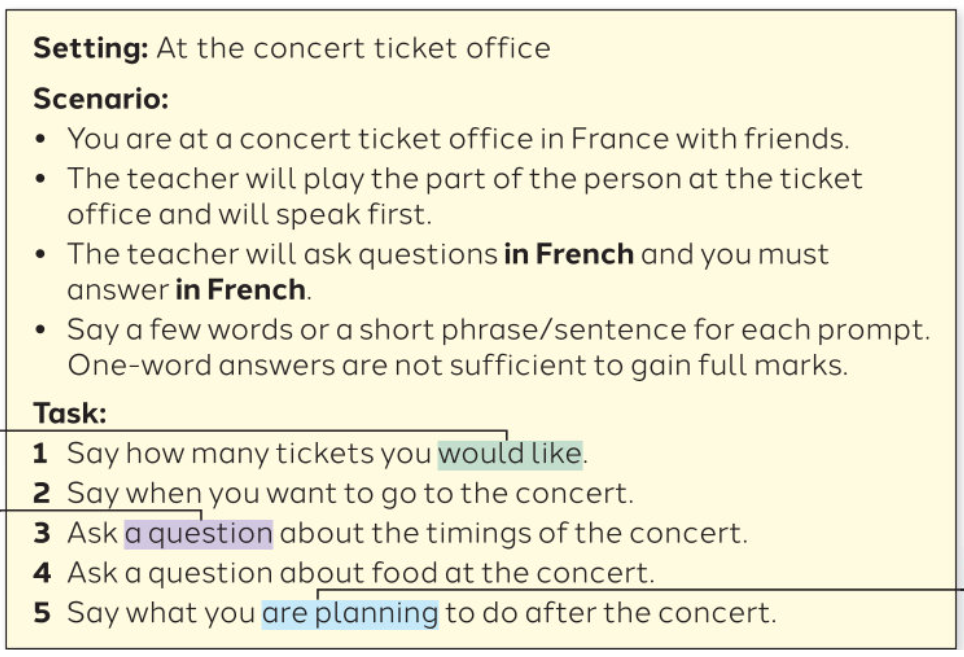 Setting: At the concert ticket office
Scenario:
• You are at a concert ticket office in France with friends.
• The teacher will play the part of the person at the ticket
office and will speak first.
• The teacher will ask questions in French and you must
answer in French.
• Say a few words or a short phrase/sentence for each prompt.
One-word answers are not sufficient to gain full marks.
Task:
1 Say how many tickets you would like.
2 Say when you want to go to the concert.
3 Ask a question about the timings of the concert.
4 Ask a question about food at the concert.
5 Say what you are planning to do after the concert.